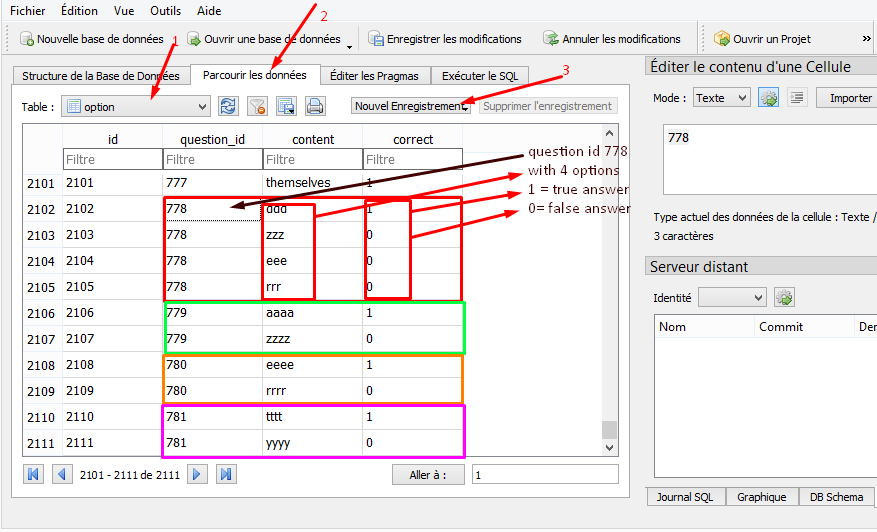 Fichier Édition Vue Outils Aide
2
Nouvelle base de données 1 Ouvrir une base de données Enregistrer les modifications Annuler les modifications Ouvrir un Projet »
Structure de la Base de Données Parcourir les données Éditer les Pragmas Exécuter le SQL
3
Table : option Nouvel Enregistrement Supprimer l'enregistrement
id question_id content correct
Filtre Filtre Filtre Filtre
2101 2101 777 themselves 1
2102 2102 778 ddd 1
2103 2103 778 zzz 0
2104 2104 778 eee 0
2105 2105 778 rrr 0
2106 2106 779 aaaa 1
2107 2107 779 zzzz 0
2108 2108 780 eeee 1
2109 2109 780 rrrr 0
2110 2110 781 tttt 1
2111 2111 781 yyyy 0
question id 778
with 4 options
1 = true answer
0= false answer
2101 - 2111 de 2111 Aller à : 1
Éditer le contenu d'une Cellule
Mode : Texte Importer
778
Type actuel des données de la cellule : Texte /
3 caractères
Serveur distant
Identité
Nom Commit Der
Journal SQL Graphique DB Schema